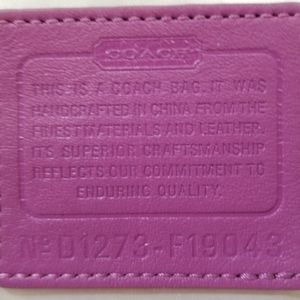 COACH
THIS IS A COACH BAG. IT WAS
HANDCRAFTED IN CHINA FROM THE
FINEST MATERIALS AND LEATHER.
ITS SUPERIOR CRAFTSMANSHIP
REFLECTS OUR COMMITMENT TO
ENDURING QUALITY.
Nº D1273-F19043